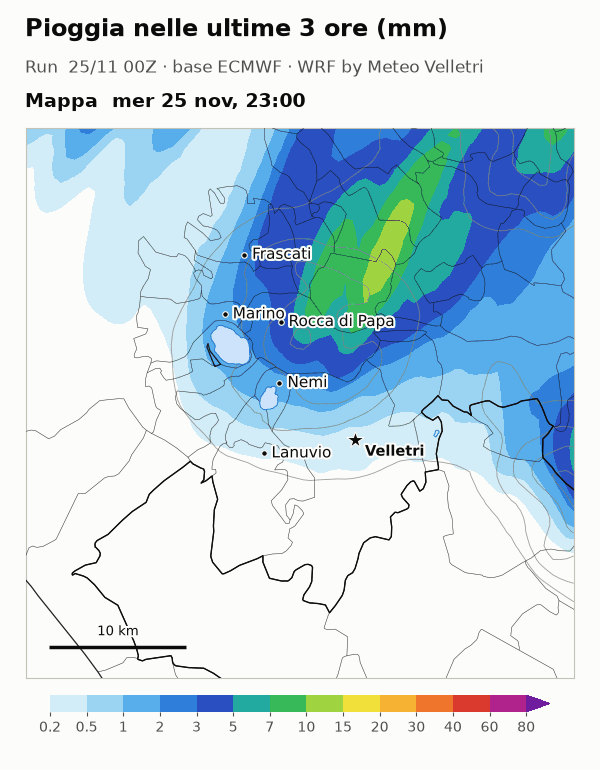 Pioggia nelle ultime 3 ore (mm)
Run  25/11 00Z · base ECMWF · WRF by Meteo Velletri
Mappa  mer 25 nov, 23:00
Frascati
Marino
Rocca di Papa
Nemi
Velletri
Lanuvio
10 km
0.2 0.5 1 2 3 5 7 10 15 20 30 40 60 80